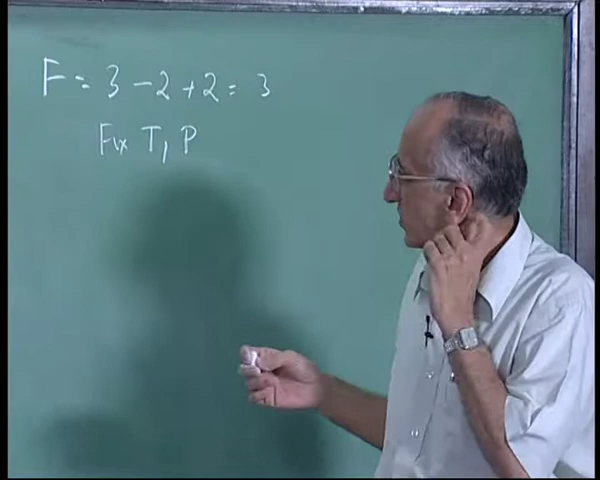 F = 3 - 2 + 2 = 3
Fix T, P